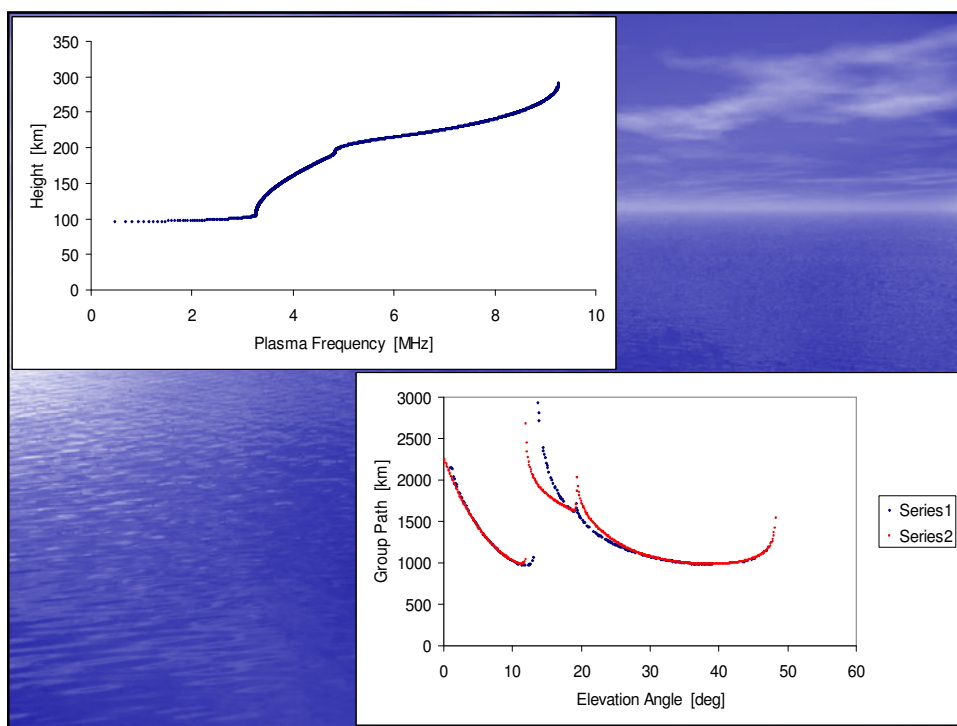 350
300
250
200
150
100
50
0
Height [km]
0 2 4 6 8 10
Plasma Frequency [MHz]
3000
2500
2000
1500
1000
500
0
Group Path [km]
0 10 20 30 40 50 60
Elevation Angle [deg]
Series1
Series2